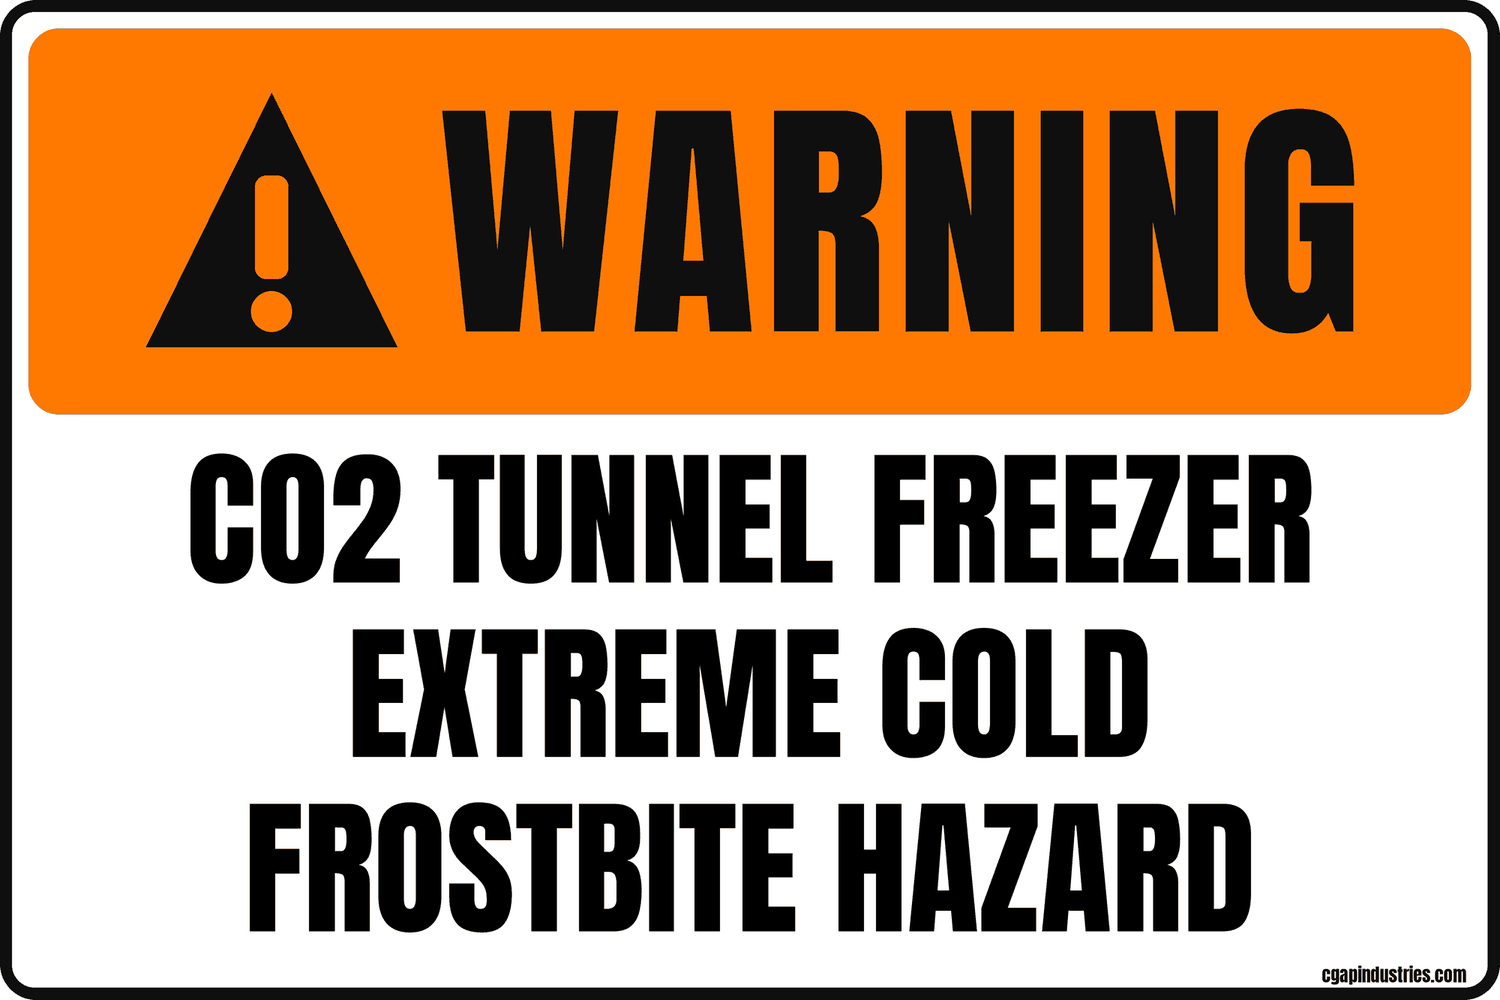 WARNING
CO2 TUNNEL FREEZER
EXTREME COLD
FROSTBITE HAZARD
cgapindustries.com